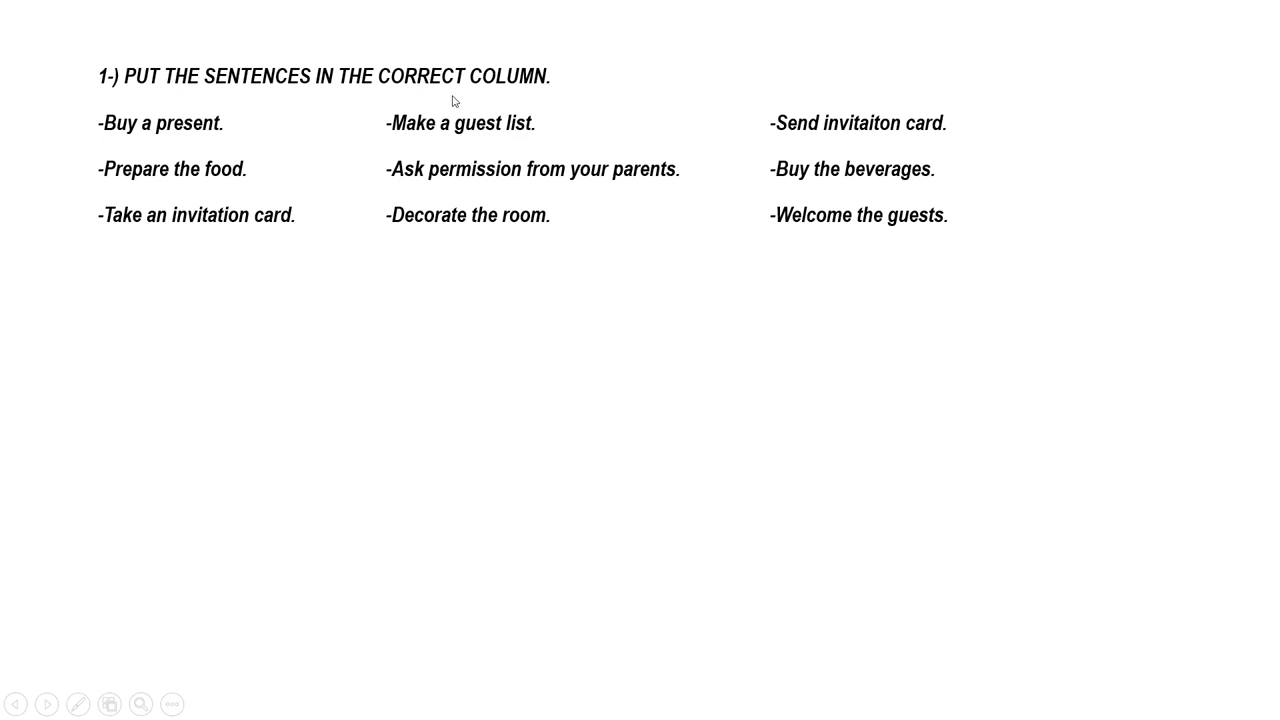 1-) PUT THE SENTENCES IN THE CORRECT COLUMN.
-Buy a present. -Make a guest list. -Send invitaiton card.
-Prepare the food. -Ask permission from your parents. -Buy the beverages.
-Take an invitation card. -Decorate the room. -Welcome the guests.